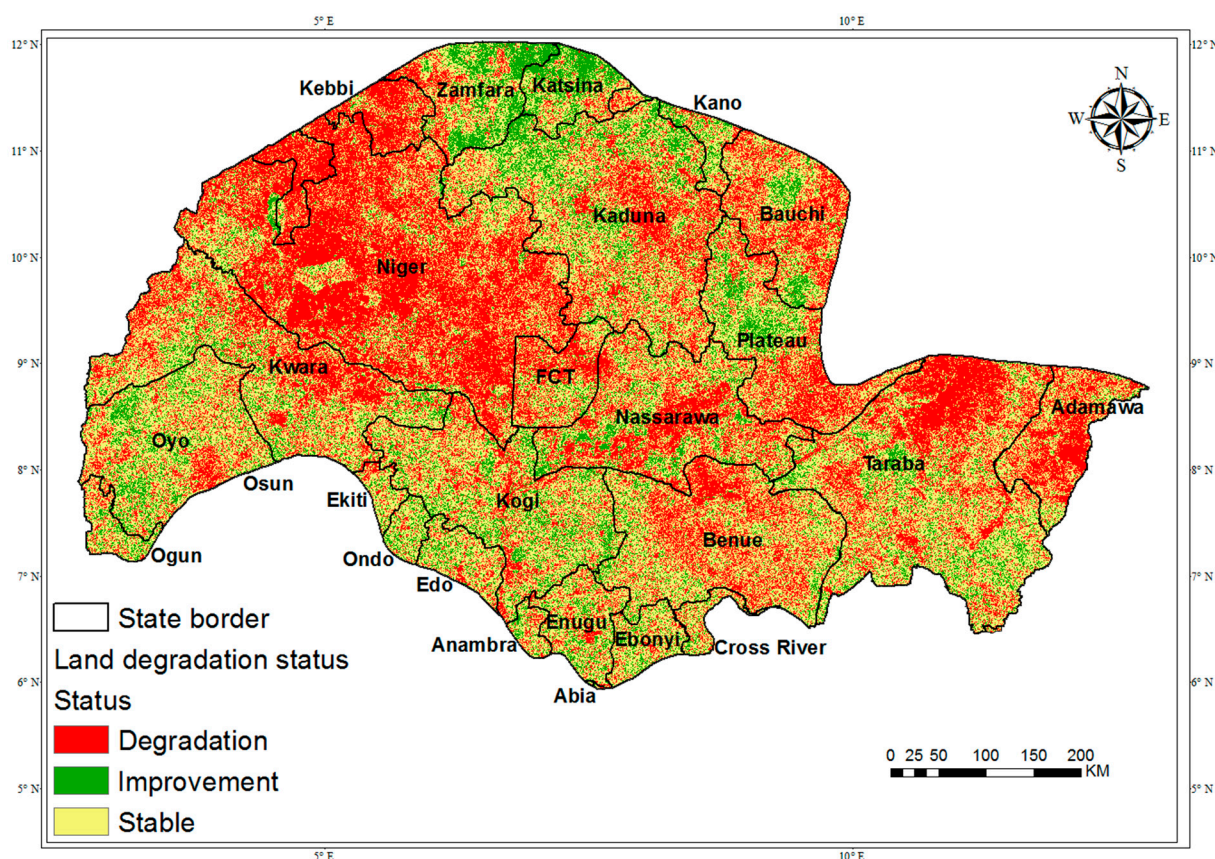 5° E 10° E
12° N 12° N
N
W E
S
Kebbi
Zamfara
Katsina
Kano
11° N 11° N
Kaduna
Bauchi
10° N 10° N
Niger
Plateau
9° N 9° N
Kwara
FCT
Nassarawa
Adamawa
Oyo
Taraba
8° N 8° N
Osun
Ekiti
Kogi
Benue
Ogun
Ondo
7° N 7° N
Edo
Enugu
Ebonyi
Anambra
Cross River
Abia
6° N 6° N
State border
Land degradation status
Status
Degradation
Improvement
Stable
0 25 50 100 150 200
KM
5° N 5° N
5° E 10° E